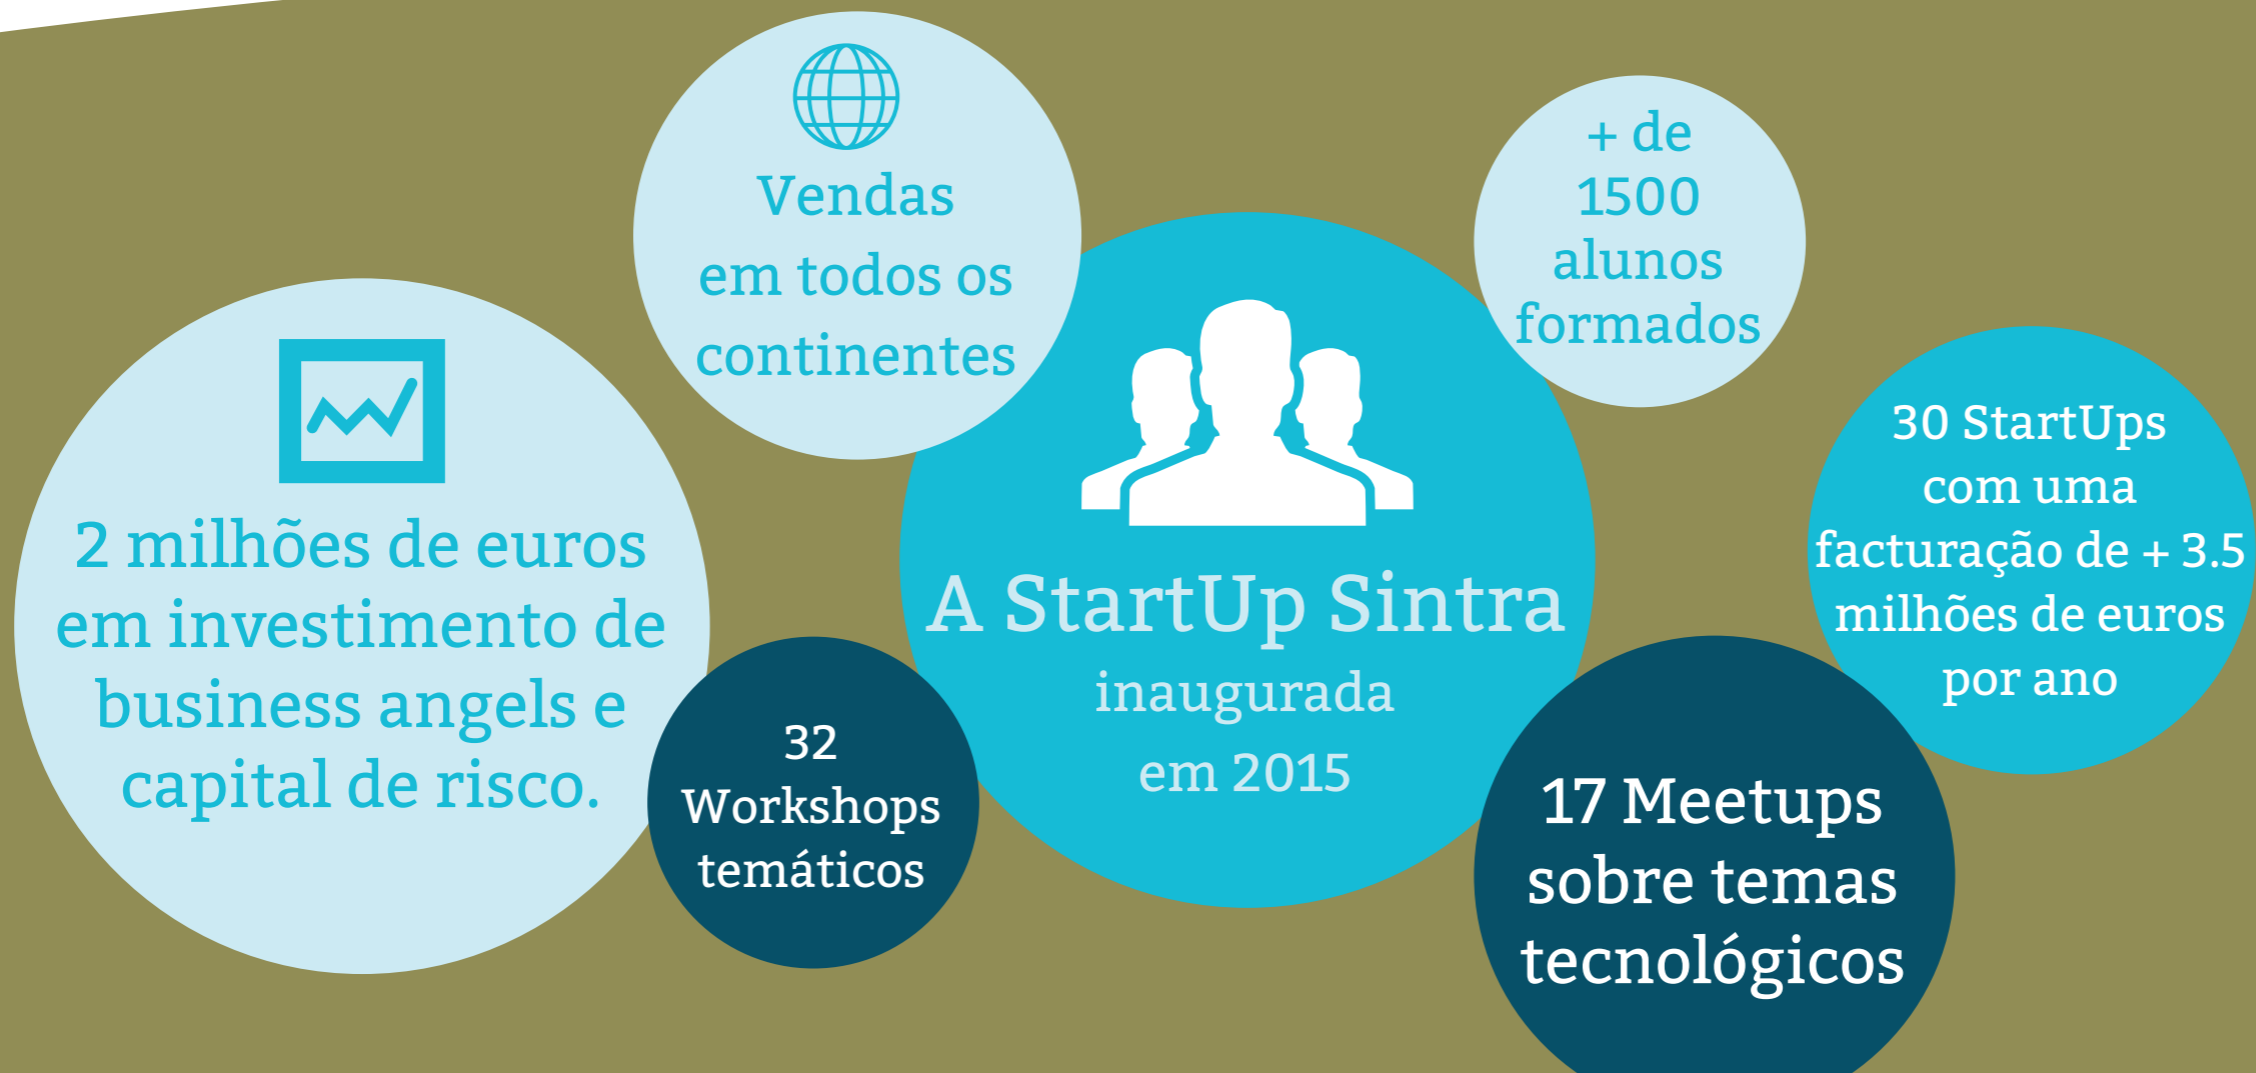 Vendas
em todos os
continentes
+ de
1500
alunos
formados
2 milhões de euros
em investimento de
business angels e
capital de risco.
A StartUp Sintra
inaugurada
em 2015
30 StartUps
com uma
facturação de + 3.5
milhões de euros
por ano
32
Workshops
temáticos
17 Meetups
sobre temas
tecnológicos